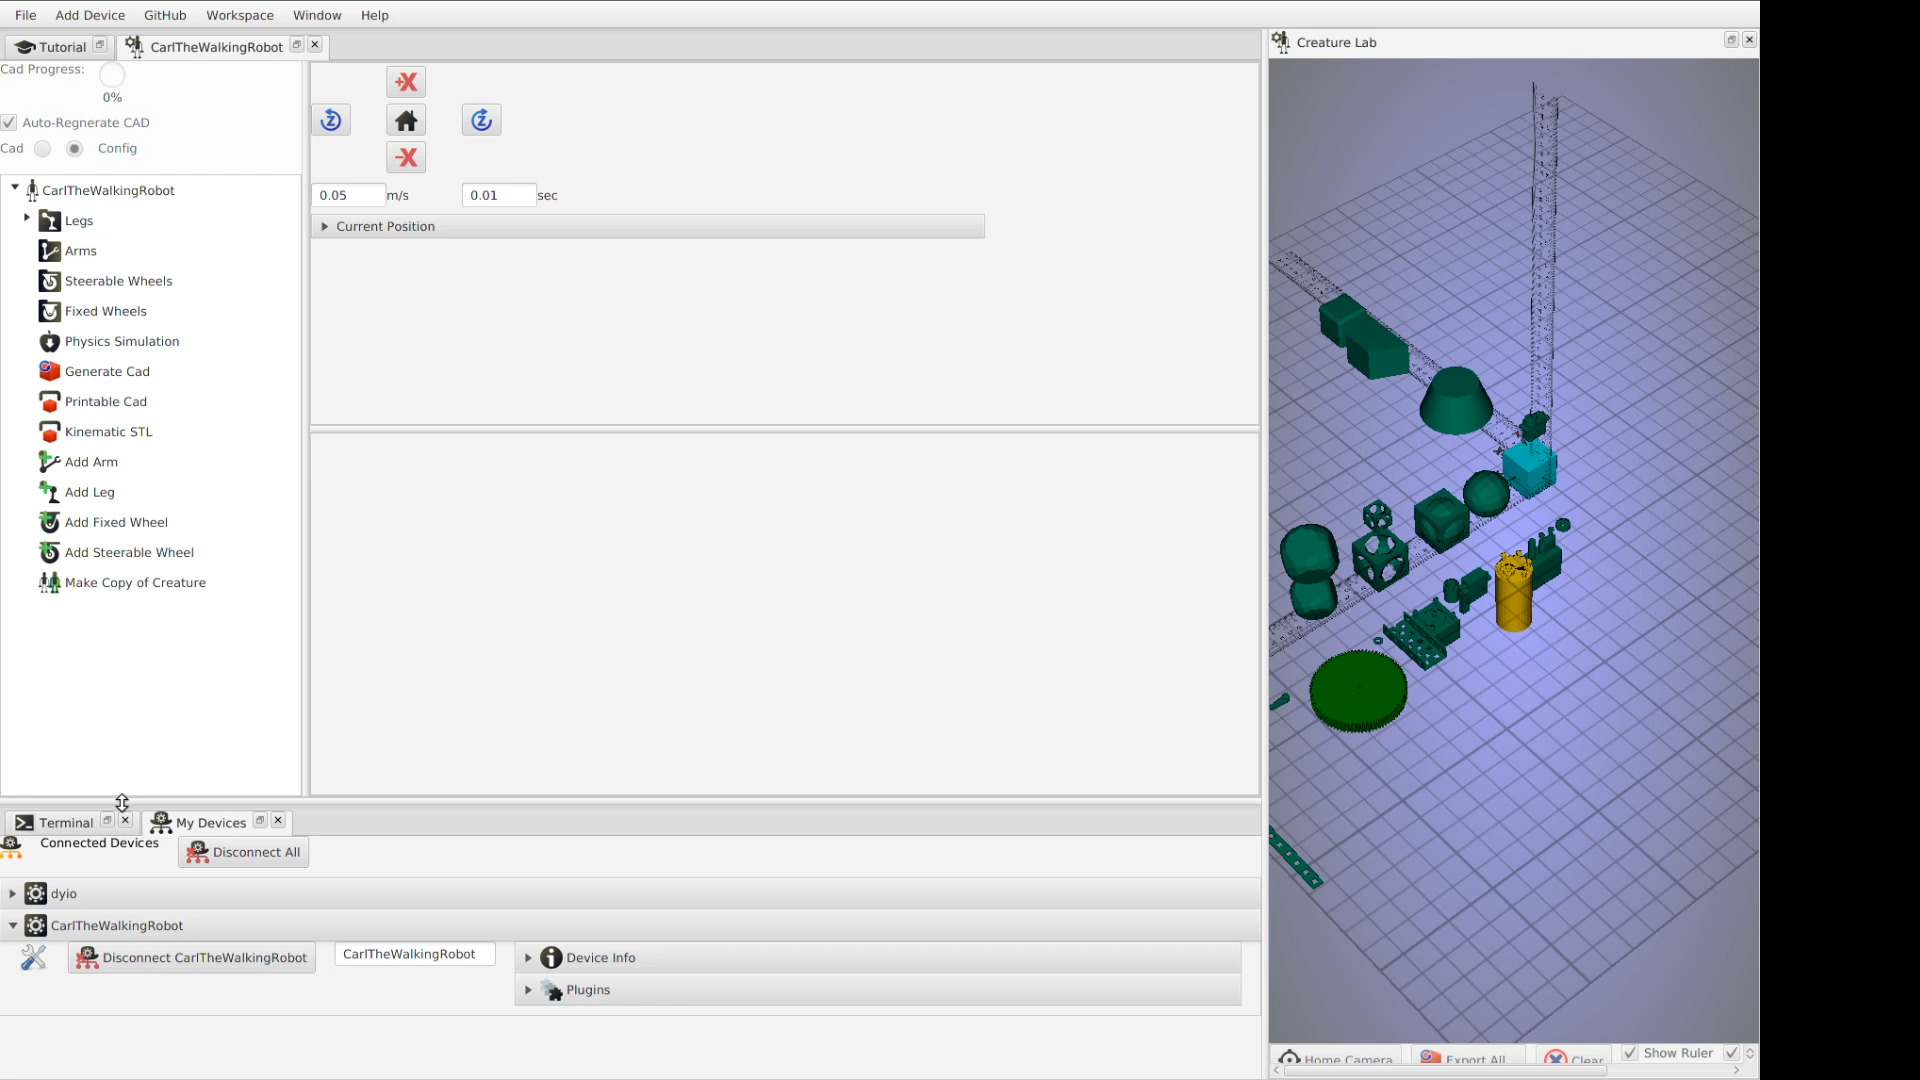 File Add Device GitHub Workspace Window Help
Tutorial CarlTheWalkingRobot
Creature Lab
Cad Progress:
0%
Auto-Regnerate CAD
Cad Config
CarlTheWalkingRobot
Legs
Arms
Steerable Wheels
Fixed Wheels
Physics Simulation
Generate Cad
Printable Cad
Kinematic STL
Add Arm
Add Leg
Add Fixed Wheel
Add Steerable Wheel
Make Copy of Creature
+X
Z Z
-X
0.05 m/s 0.01 sec
Current Position
Terminal My Devices
Connected Devices Disconnect All
dyio
CarlTheWalkingRobot
Disconnect CarlTheWalkingRobot CarlTheWalkingRobot Device Info
Plugins
Home Camera Export All Clear Show Ruler